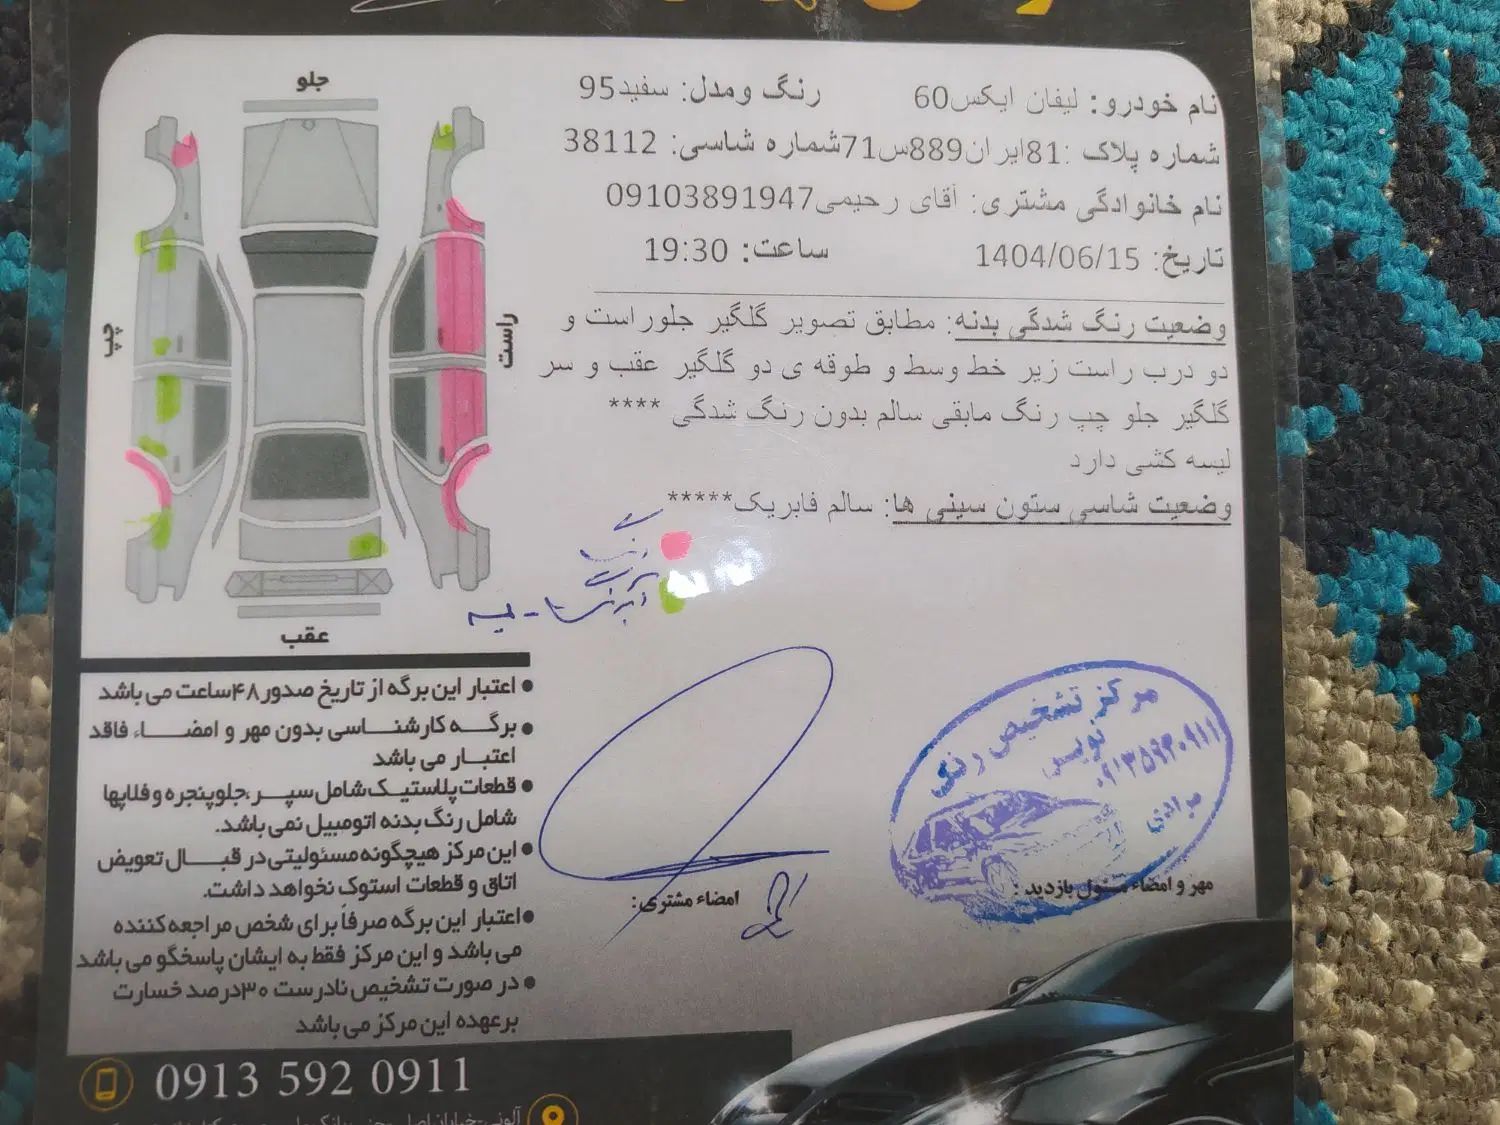 نام خودرو: لیفان ایکس60 رنگ ومدل: سفید95
شماره پلاک :81ایران889س71شماره شاسی: 38112
نام خانوادگی مشتری: آقای رحیمی09103891947
تاریخ: 1404/06/15 ساعت: 19:30
وضعیت رنگ شدگی بدنه: مطابق تصویر گلگیر جلوراست و
دو درب راست زیر خط وسط و طوقه ی دو گلگیر عقب و سر
گلگیر جلو چپ رنگ مابقی سالم بدون رنگ شدگی ****
لیسه کشی دارد
وضعیت شاسی ستون سینی ها: سالم فابریک*****
جلو
راست
چپ
عقب
رنگ
لیسه
● اعتبار این برگه از تاریخ صدور ۴۸ساعت می باشد
● برگه کارشناسی بدون مهر و امضاء فاقد
اعتبار می باشد
● قطعات پلاستیک شامل سپر،جلوپنجره و فلاپها
شامل رنگ بدنه اتومبیل نمی باشد.
● این مرکز هیچگونه مسئولیتی در قبال تعویض
اتاق و قطعات استوک نخواهد داشت.
● اعتبار این برگه صرفاً برای شخص مراجعه کننده
می باشد و این مرکز فقط به ایشان پاسخگو می باشد
● در صورت تشخیص نادرست ۳۰درصد خسارت
برعهده این مرکز می باشد
امضاء مشتری:
مرکز تشخیص رنگ
مرادی
مهر و امضاء مسئول بازدید :
0913 592 0911